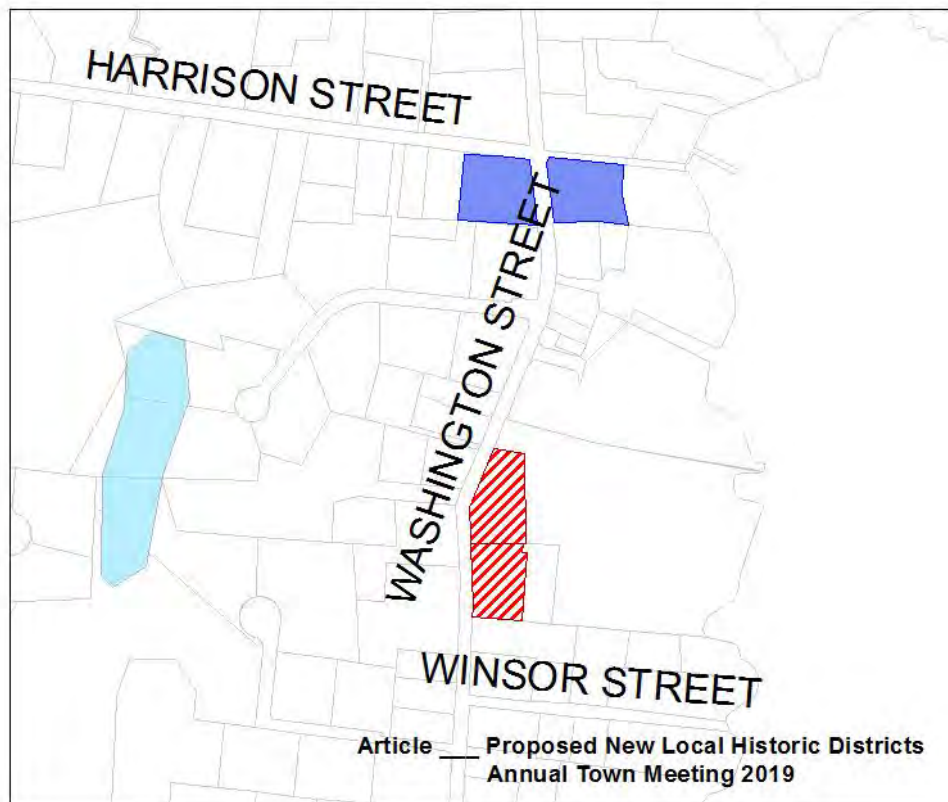 HARRISON STREET
WASHINGTON STREET
WINSOR STREET
Article ___ Proposed New Local Historic Districts
Annual Town Meeting 2019